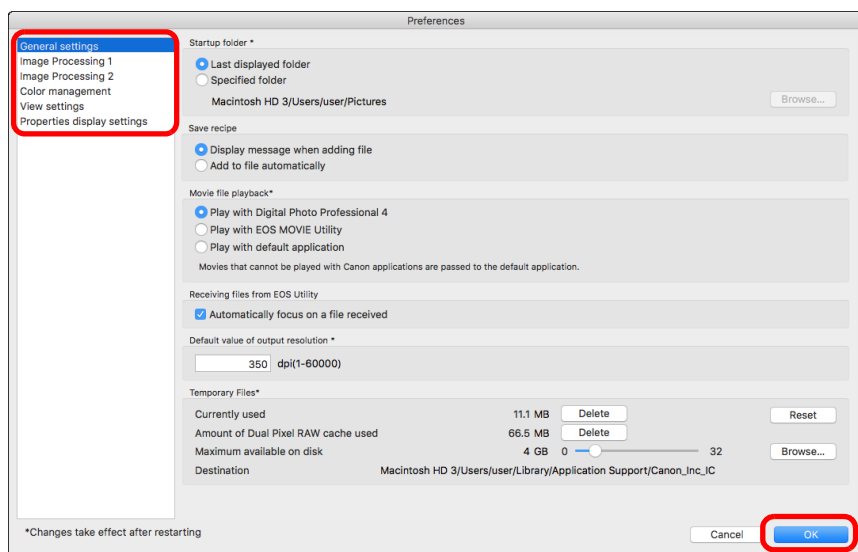 Preferences
General settings
Image Processing 1
Image Processing 2
Color management
View settings
Properties display settings
Startup folder *
Last displayed folder
Specified folder
Macintosh HD 3/Users/user/Pictures
Browse...
Save recipe
Display message when adding file
Add to file automatically
Movie file playback*
Play with Digital Photo Professional 4
Play with EOS MOVIE Utility
Play with default application
Movies that cannot be played with Canon applications are passed to the default application.
Receiving files from EOS Utility
Automatically focus on a file received
Default value of output resolution *
350 dpi(1-60000)
Temporary Files*
Currently used 11.1 MB Delete Reset
Amount of Dual Pixel RAW cache used 66.5 MB Delete
Maximum available on disk 4 GB 0 32 Browse...
Destination Macintosh HD 3/Users/user/Library/Application Support/Canon_Inc_IC
*Changes take effect after restarting
Cancel OK